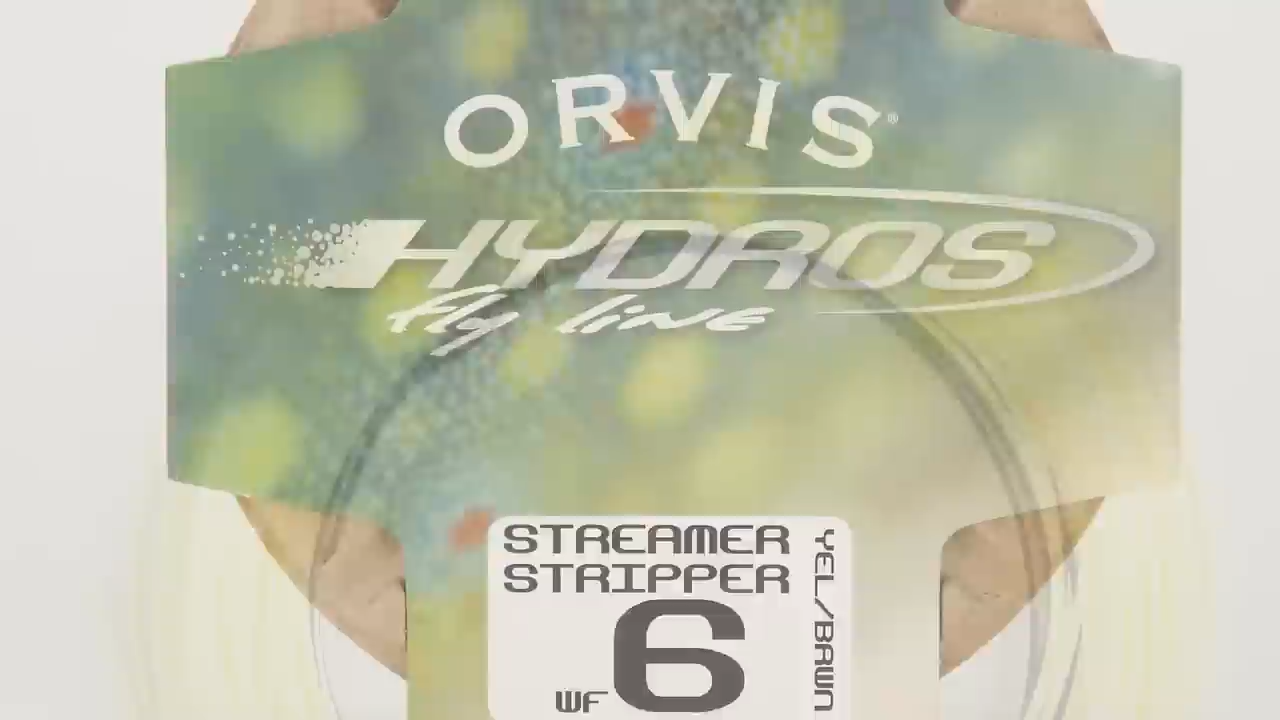 ORVIS®
HYDROS
fly line
STREAMER
STRIPPER
WF 6
YEL/BRWN